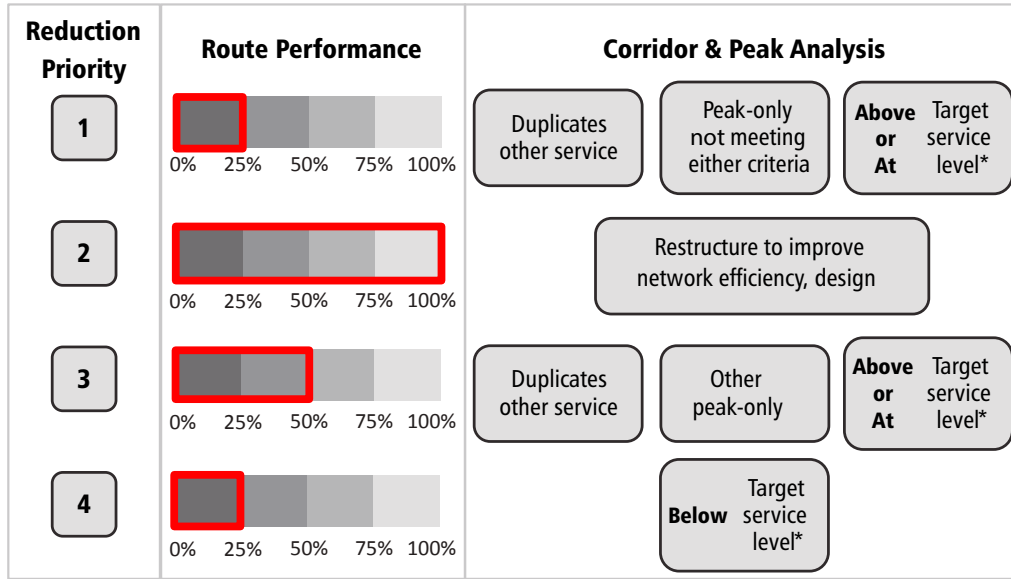 Reduction
Priority
Route Performance
Corridor & Peak Analysis
1
0% 25% 50% 75% 100%
Duplicates
other service
Peak-only
not meeting
either criteria
Above
or
At
Target
service
level*
2
0% 25% 50% 75% 100%
Restructure to improve
network efficiency, design
3
0% 25% 50% 75% 100%
Duplicates
other service
Other
peak-only
Above
or
At
Target
service
level*
4
0% 25% 50% 75% 100%
Below
Target
service
level*